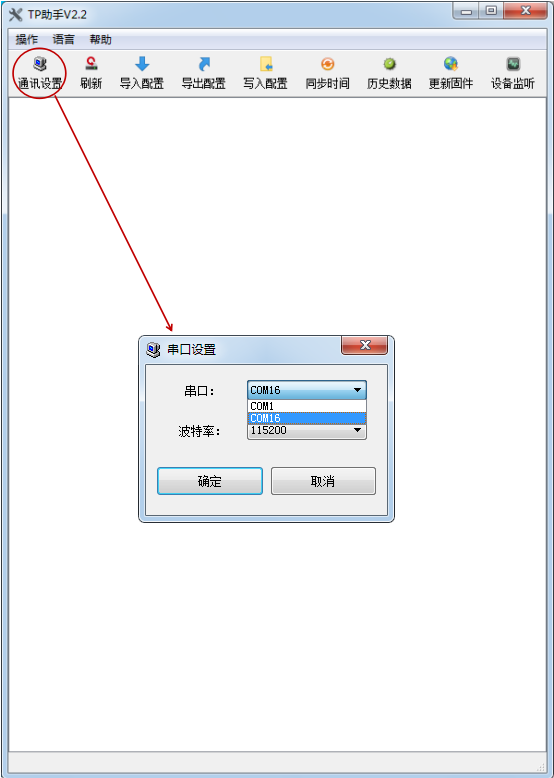 TP助手V2.2
操作 语言 帮助
通讯设置 刷新 导入配置 导出配置 写入配置 同步时间 历史数据 更新固件 设备监听
串口设置
串口： COM16
COM1
COM16
波特率： 115200
确定 取消